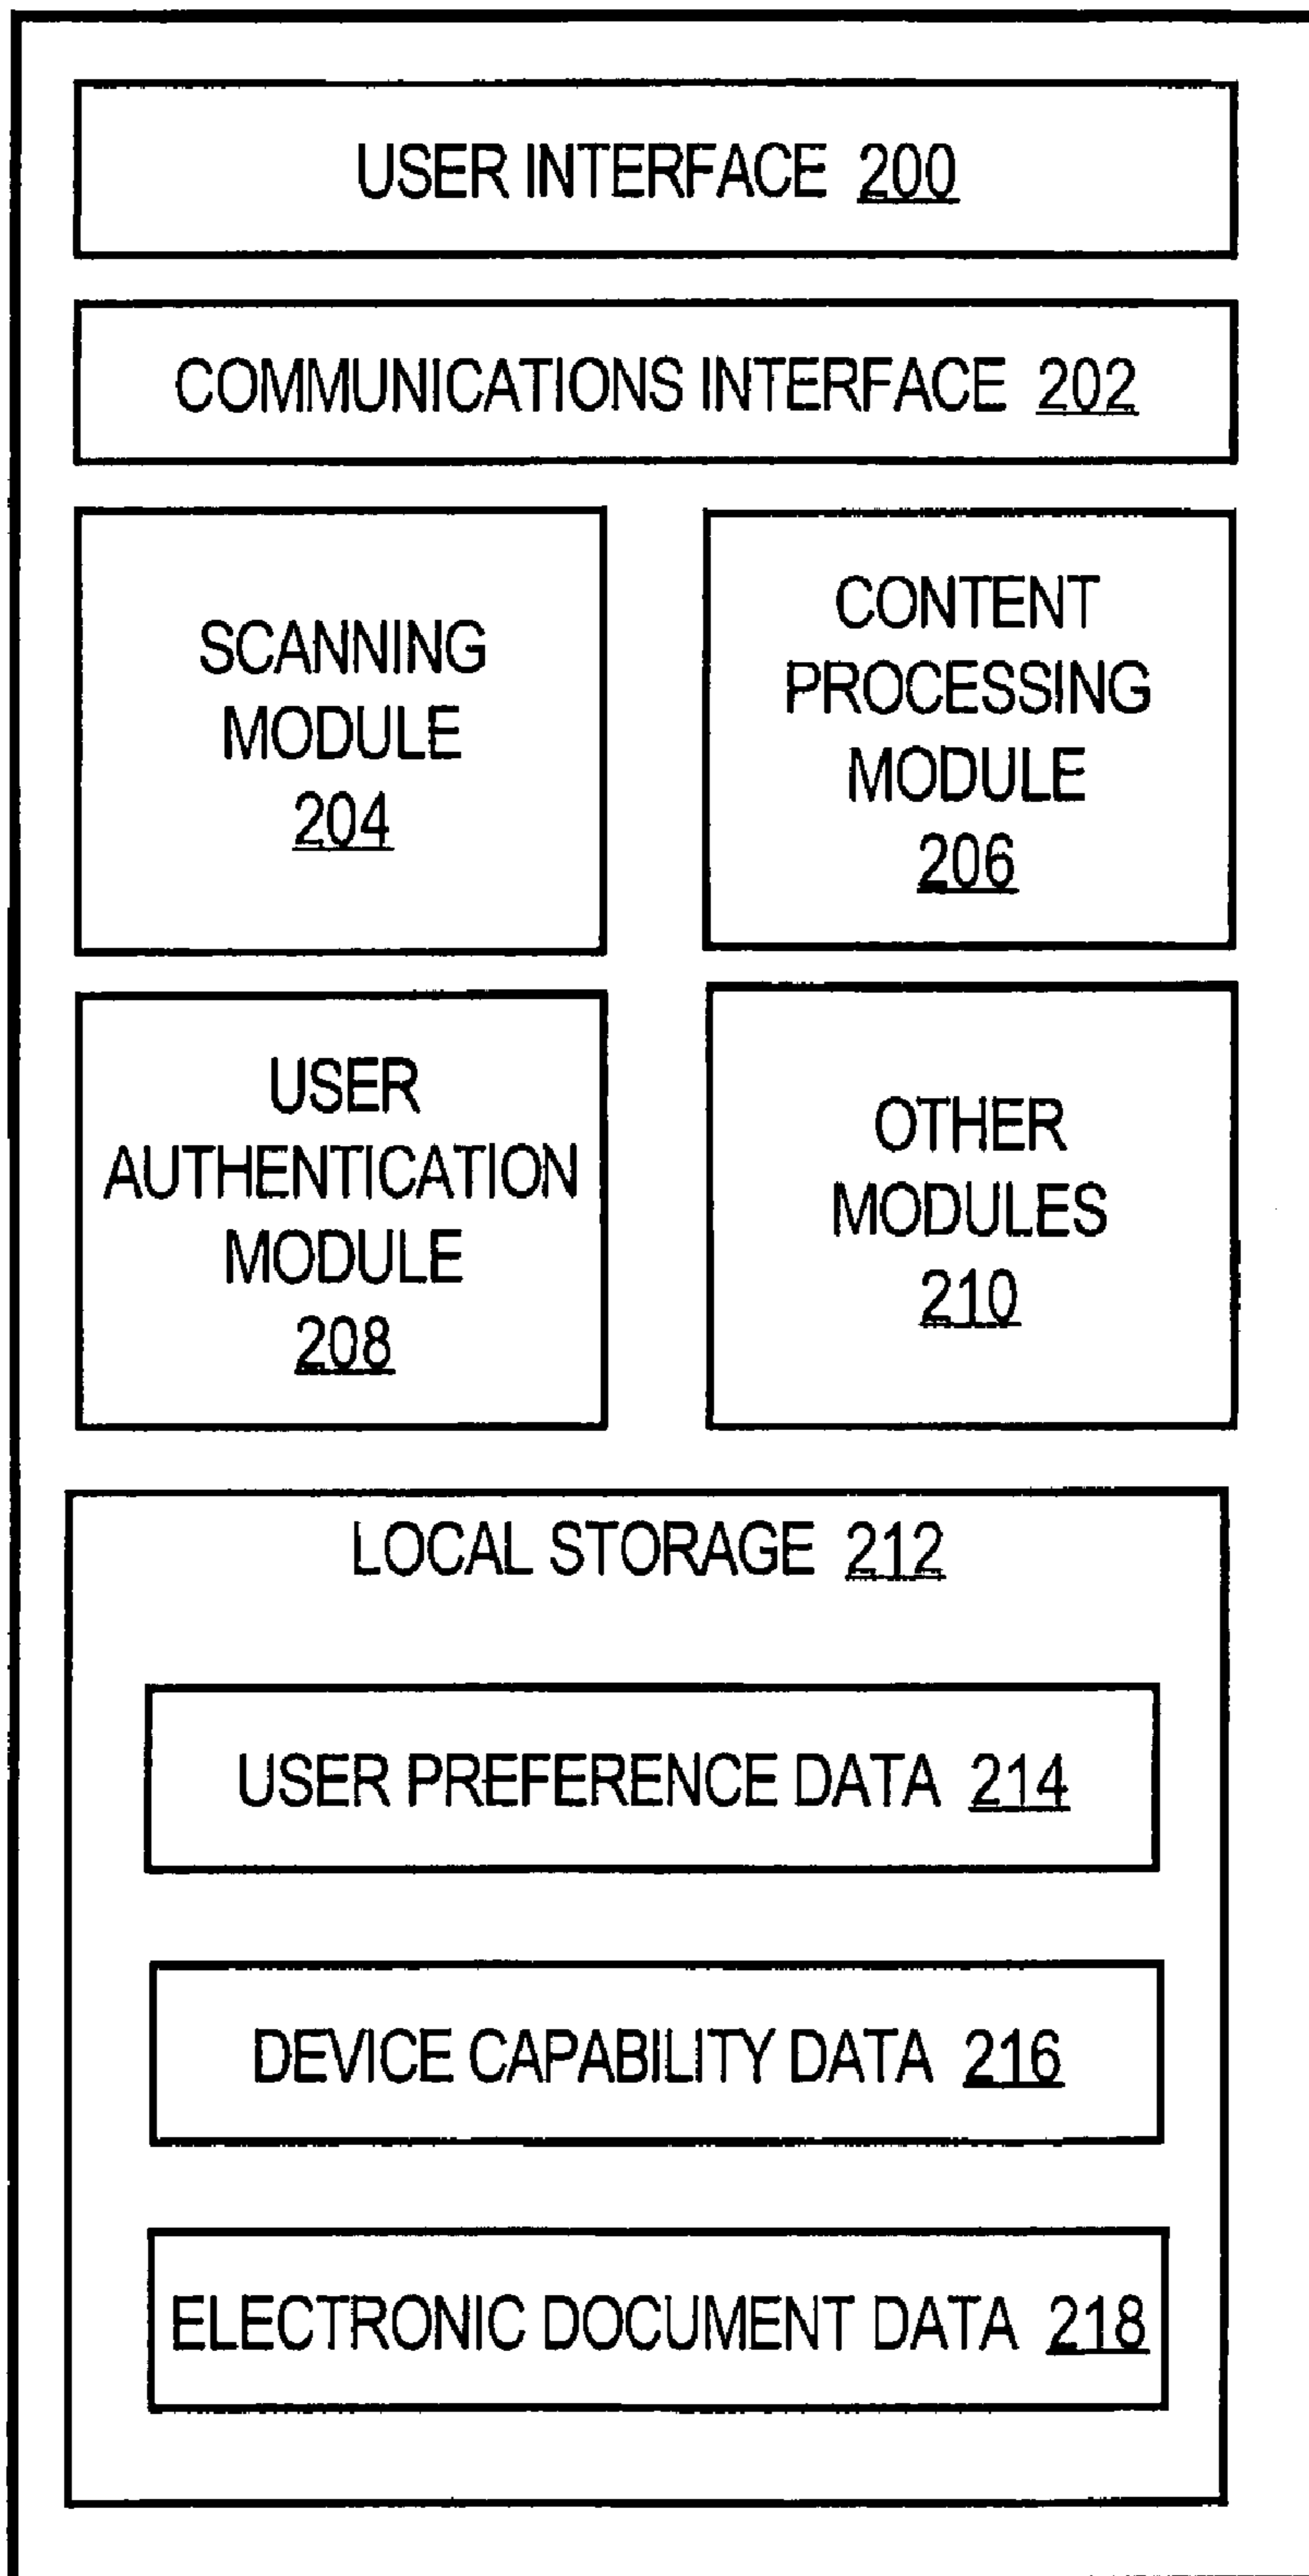 USER INTERFACE 200
COMMUNICATIONS INTERFACE 202
SCANNING
MODULE
204
CONTENT
PROCESSING
MODULE
206
USER
AUTHENTICATION
MODULE
208
OTHER
MODULES
210
LOCAL STORAGE 212
USER PREFERENCE DATA 214
DEVICE CAPABILITY DATA 216
ELECTRONIC DOCUMENT DATA 218